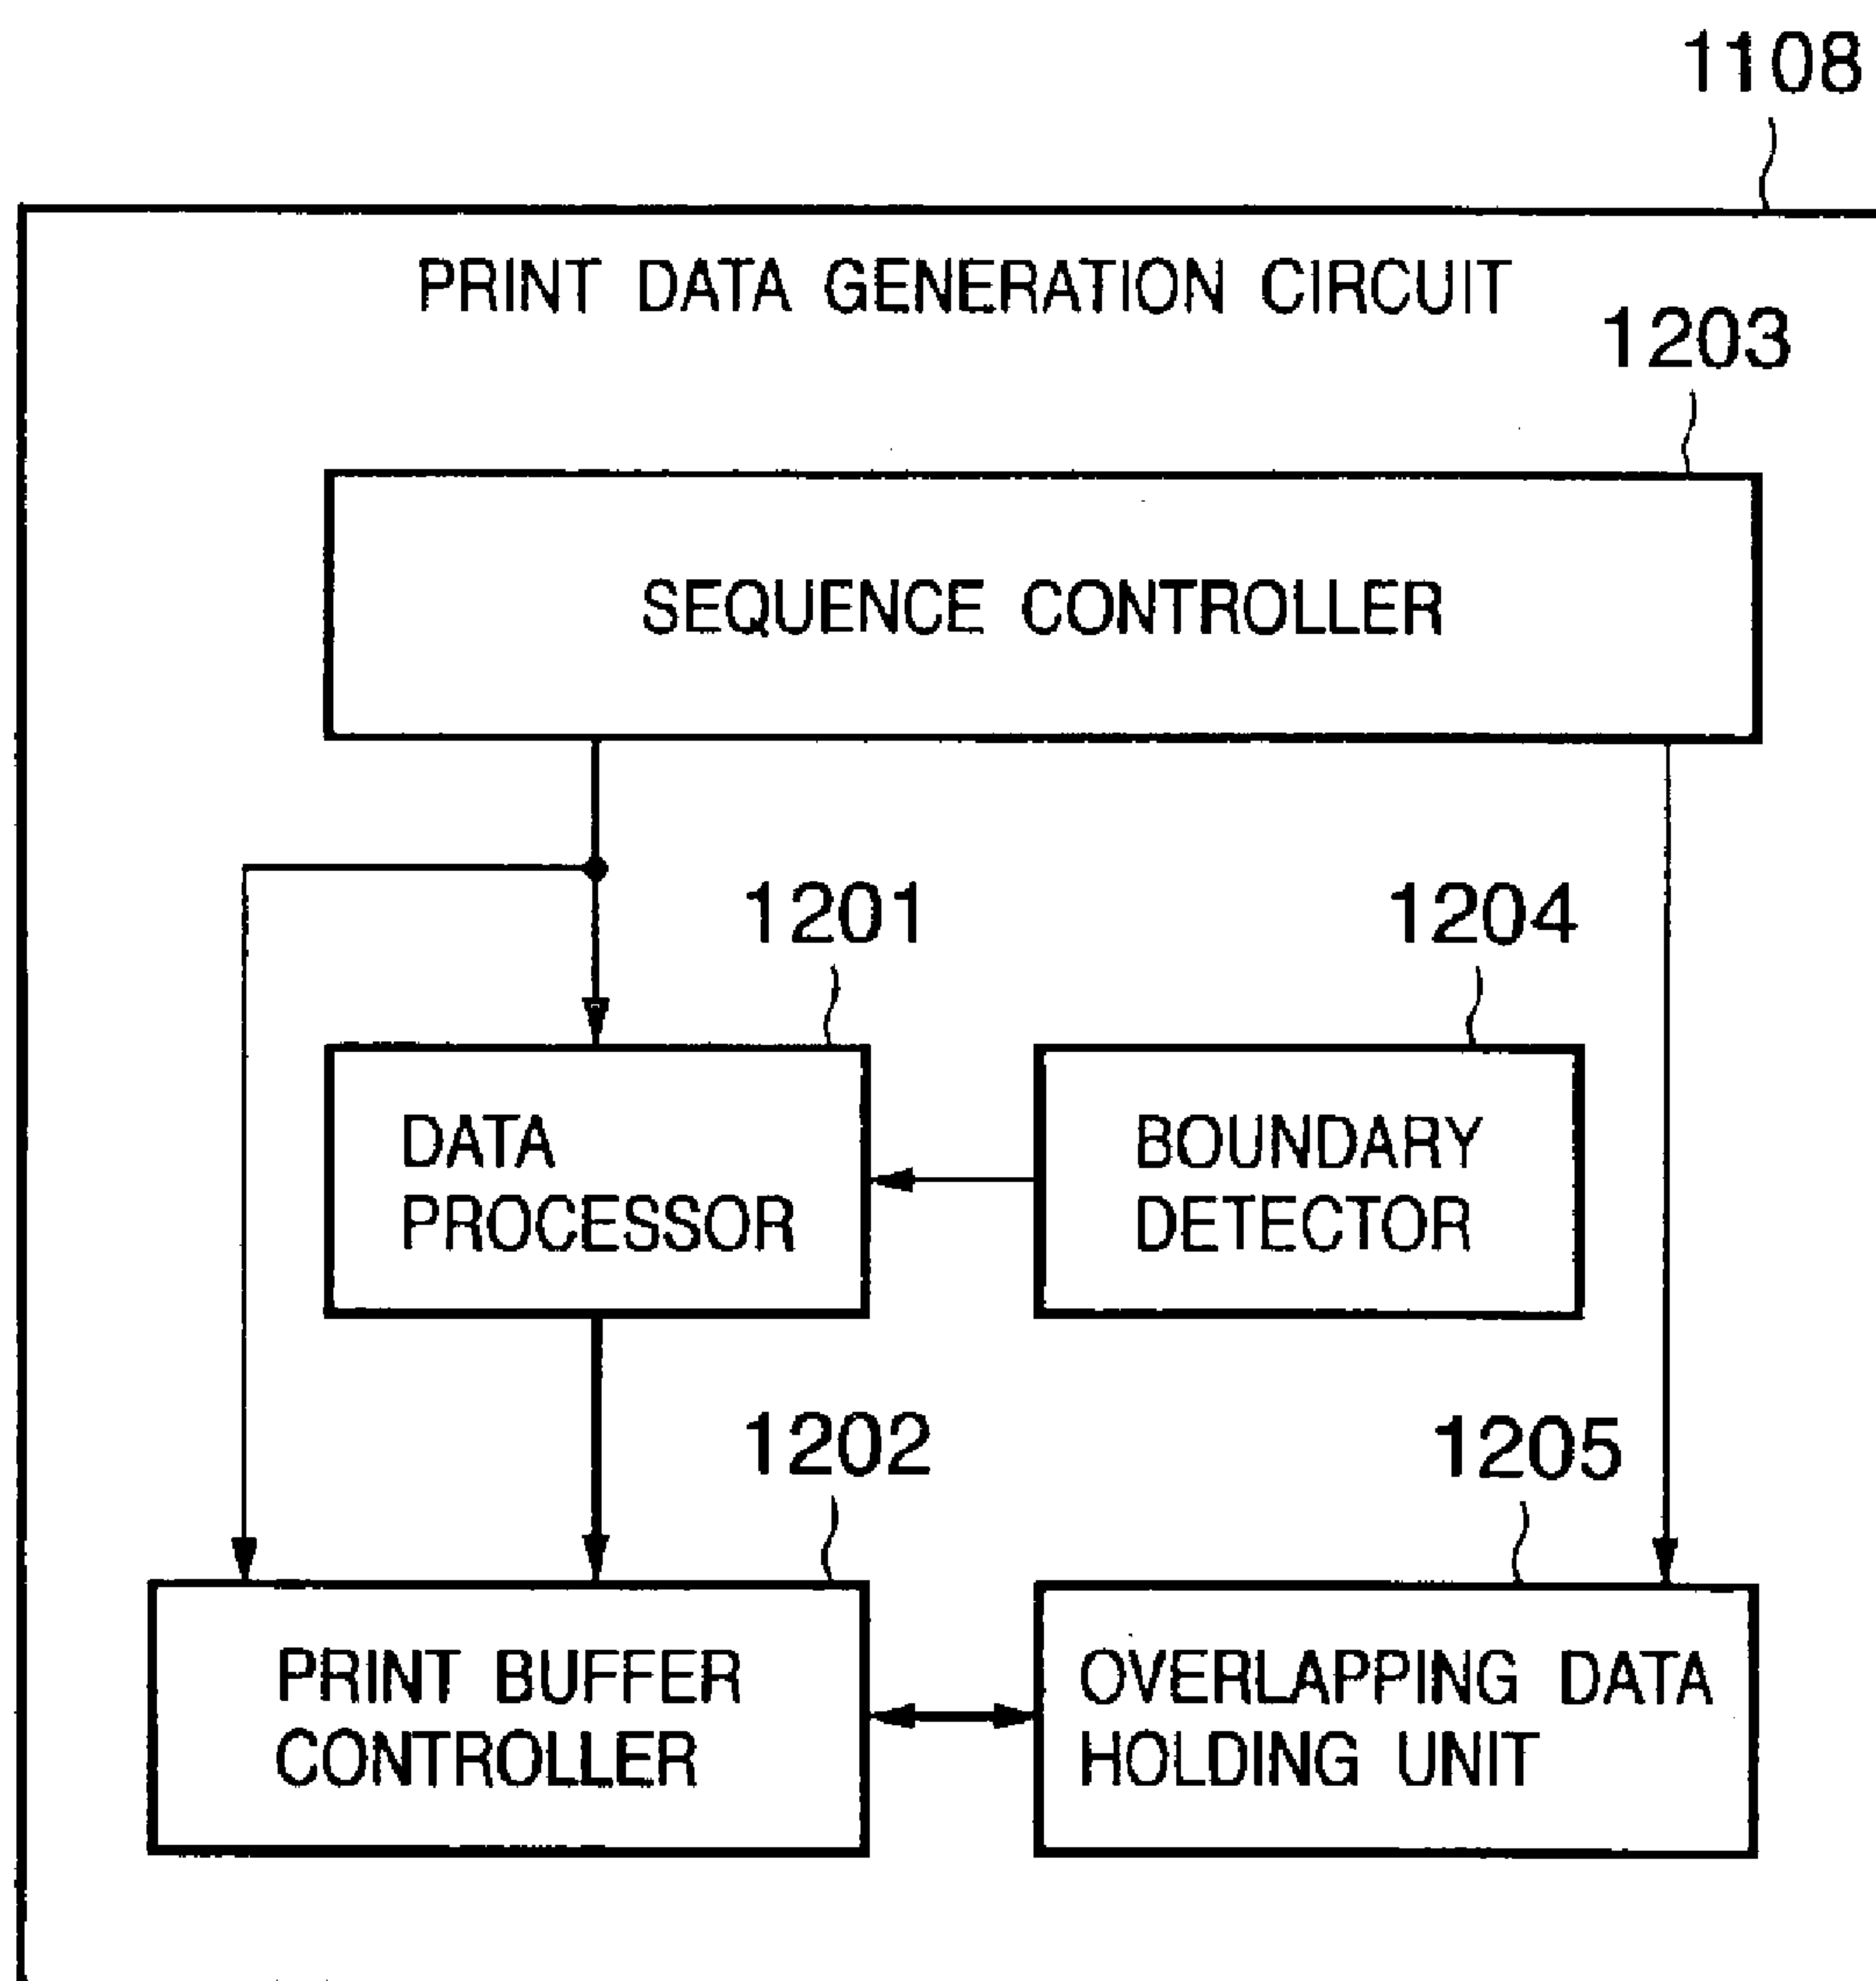 1108
PRINT DATA GENERATION CIRCUIT
1203
SEQUENCE CONTROLLER
1201
1204
DATA
PROCESSOR
BOUNDARY
DETECTOR
1202
1205
PRINT BUFFER
CONTROLLER
OVERLAPPING DATA
HOLDING UNIT